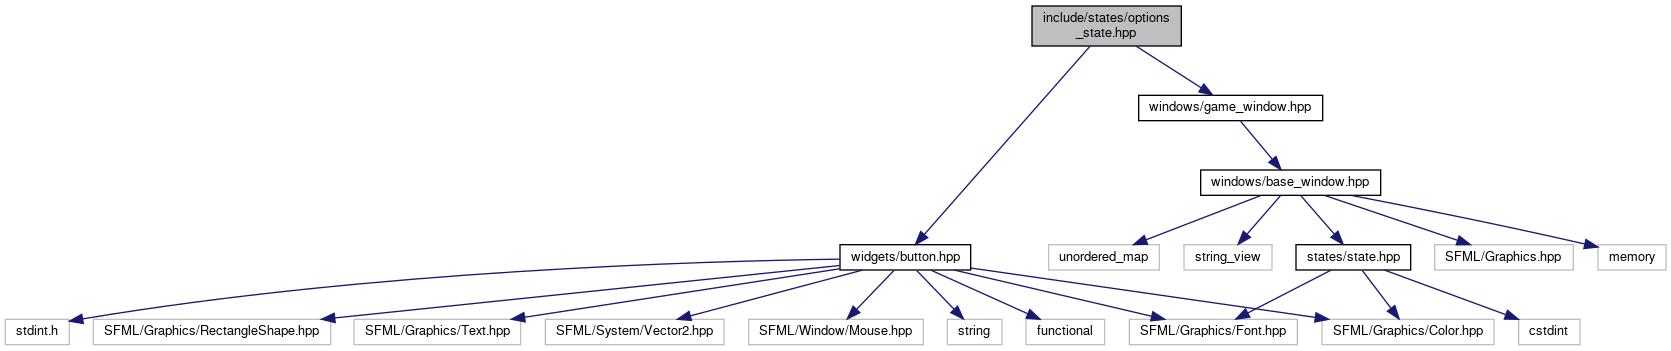 include/states/options
_state.hpp
windows/game_window.hpp
windows/base_window.hpp
widgets/button.hpp
unordered_map
string_view
states/state.hpp
SFML/Graphics.hpp
memory
stdint.h
SFML/Graphics/RectangleShape.hpp
SFML/Graphics/Text.hpp
SFML/System/Vector2.hpp
SFML/Window/Mouse.hpp
string
functional
SFML/Graphics/Font.hpp
SFML/Graphics/Color.hpp
cstdint